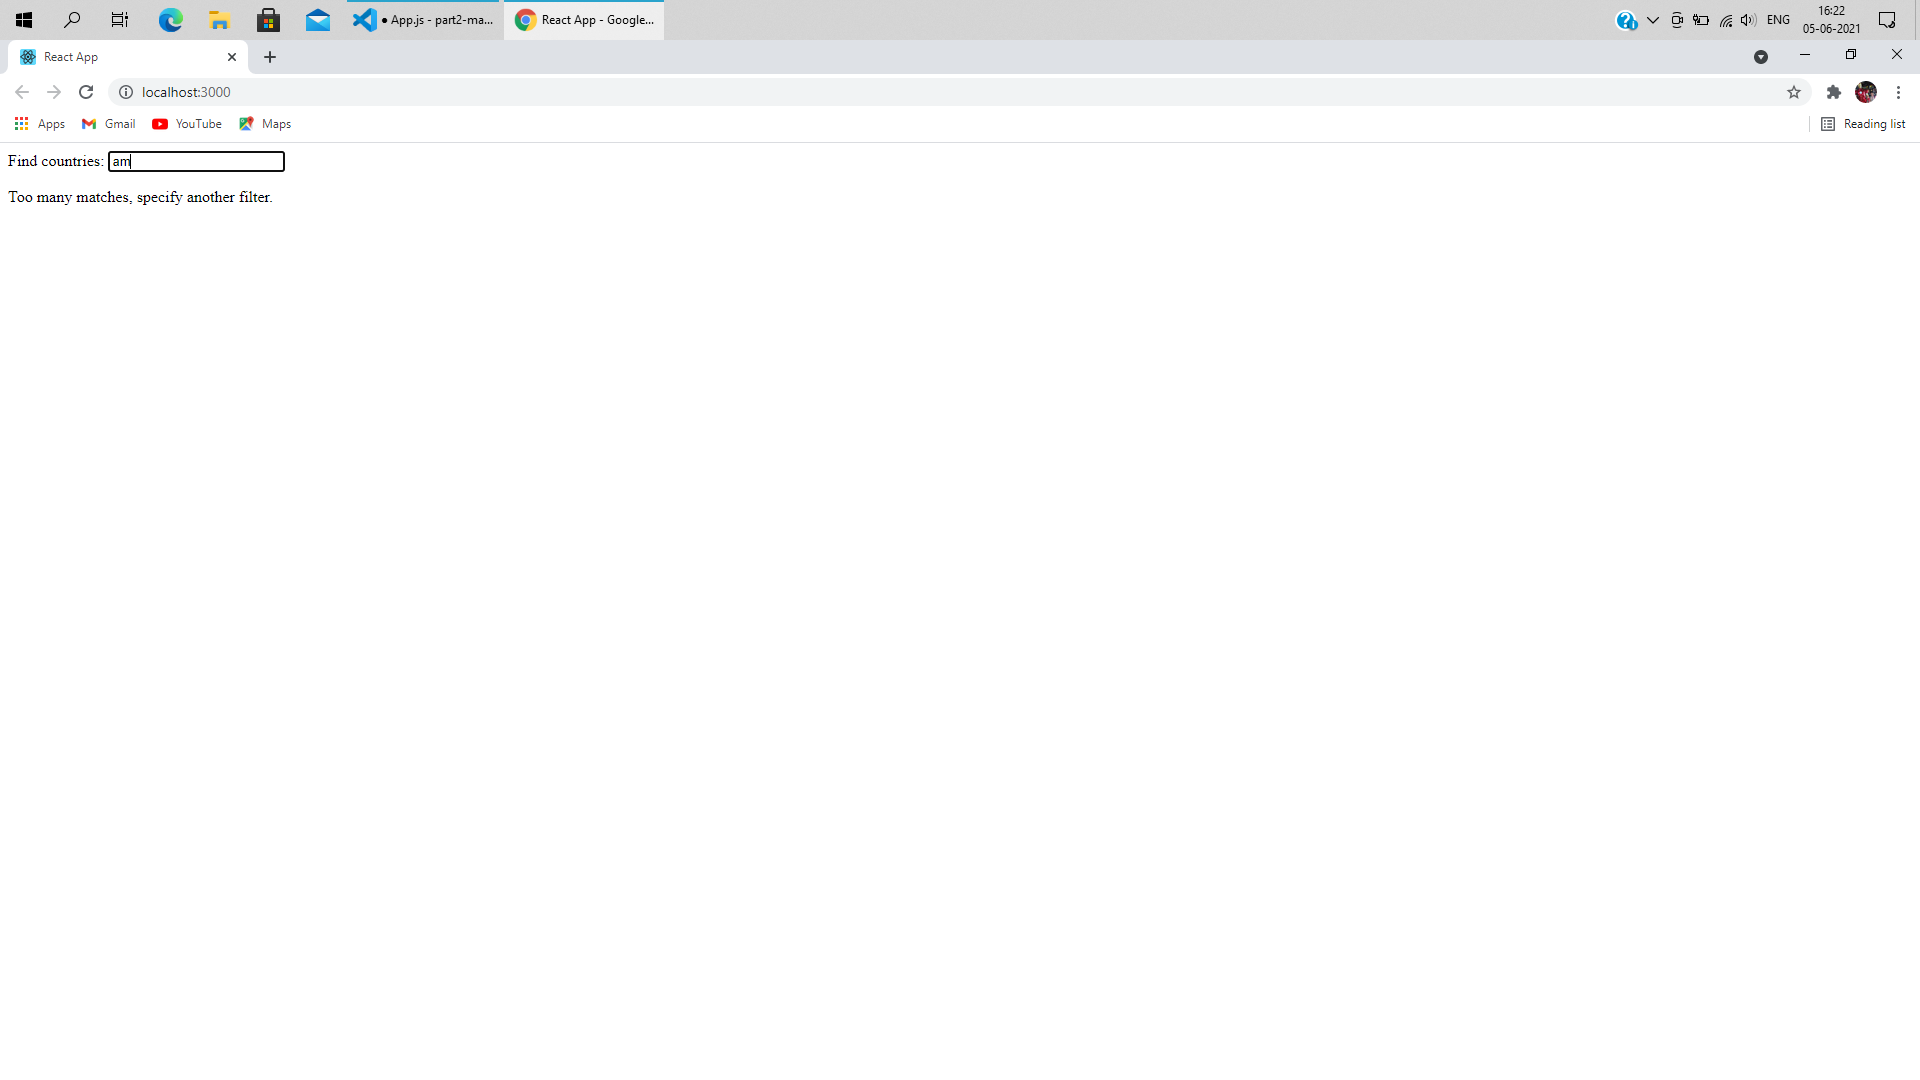 ● App.js - part2-ma...
React App - Google...
ENG
16:22
05-06-2021
React App
localhost:3000
Apps
Gmail
YouTube
Maps
Reading list
Find countries: am
Too many matches, specify another filter.